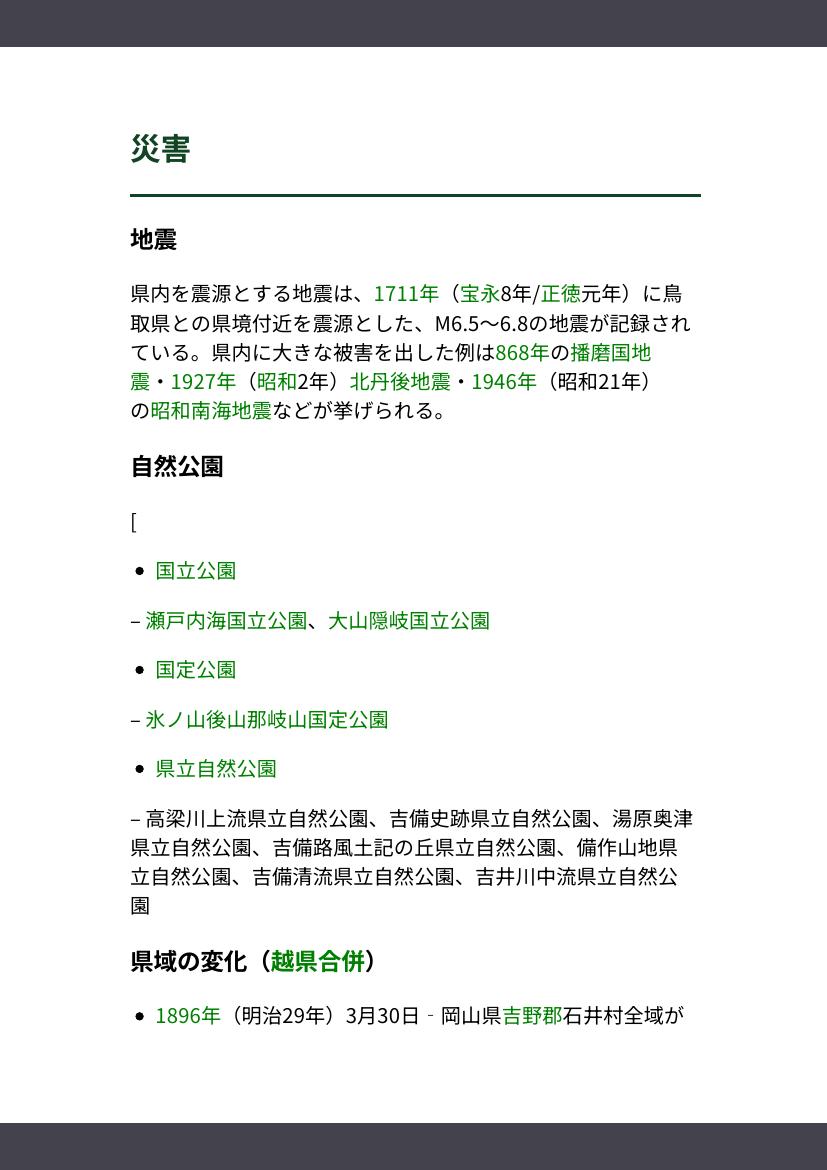 災害
地震
県内を震源とする地震は、1711年（宝永8年/正徳元年）に鳥
取県との県境付近を震源とした、M6.5〜6.8の地震が記録され
ている。県内に大きな被害を出した例は868年の播磨国地
震・1927年（昭和2年）北丹後地震・1946年（昭和21年）
の昭和南海地震などが挙げられる。
自然公園
[
• 国立公園
– 瀬戸内海国立公園、大山隠岐国立公園
• 国定公園
– 氷ノ山後山那岐山国定公園
• 県立自然公園
– 高梁川上流県立自然公園、吉備史跡県立自然公園、湯原奥津
県立自然公園、吉備路風土記の丘県立自然公園、備作山地県
立自然公園、吉備清流県立自然公園、吉井川中流県立自然公
園
県域の変化（越県合併）
• 1896年（明治29年）3月30日‐岡山県吉野郡石井村全域が